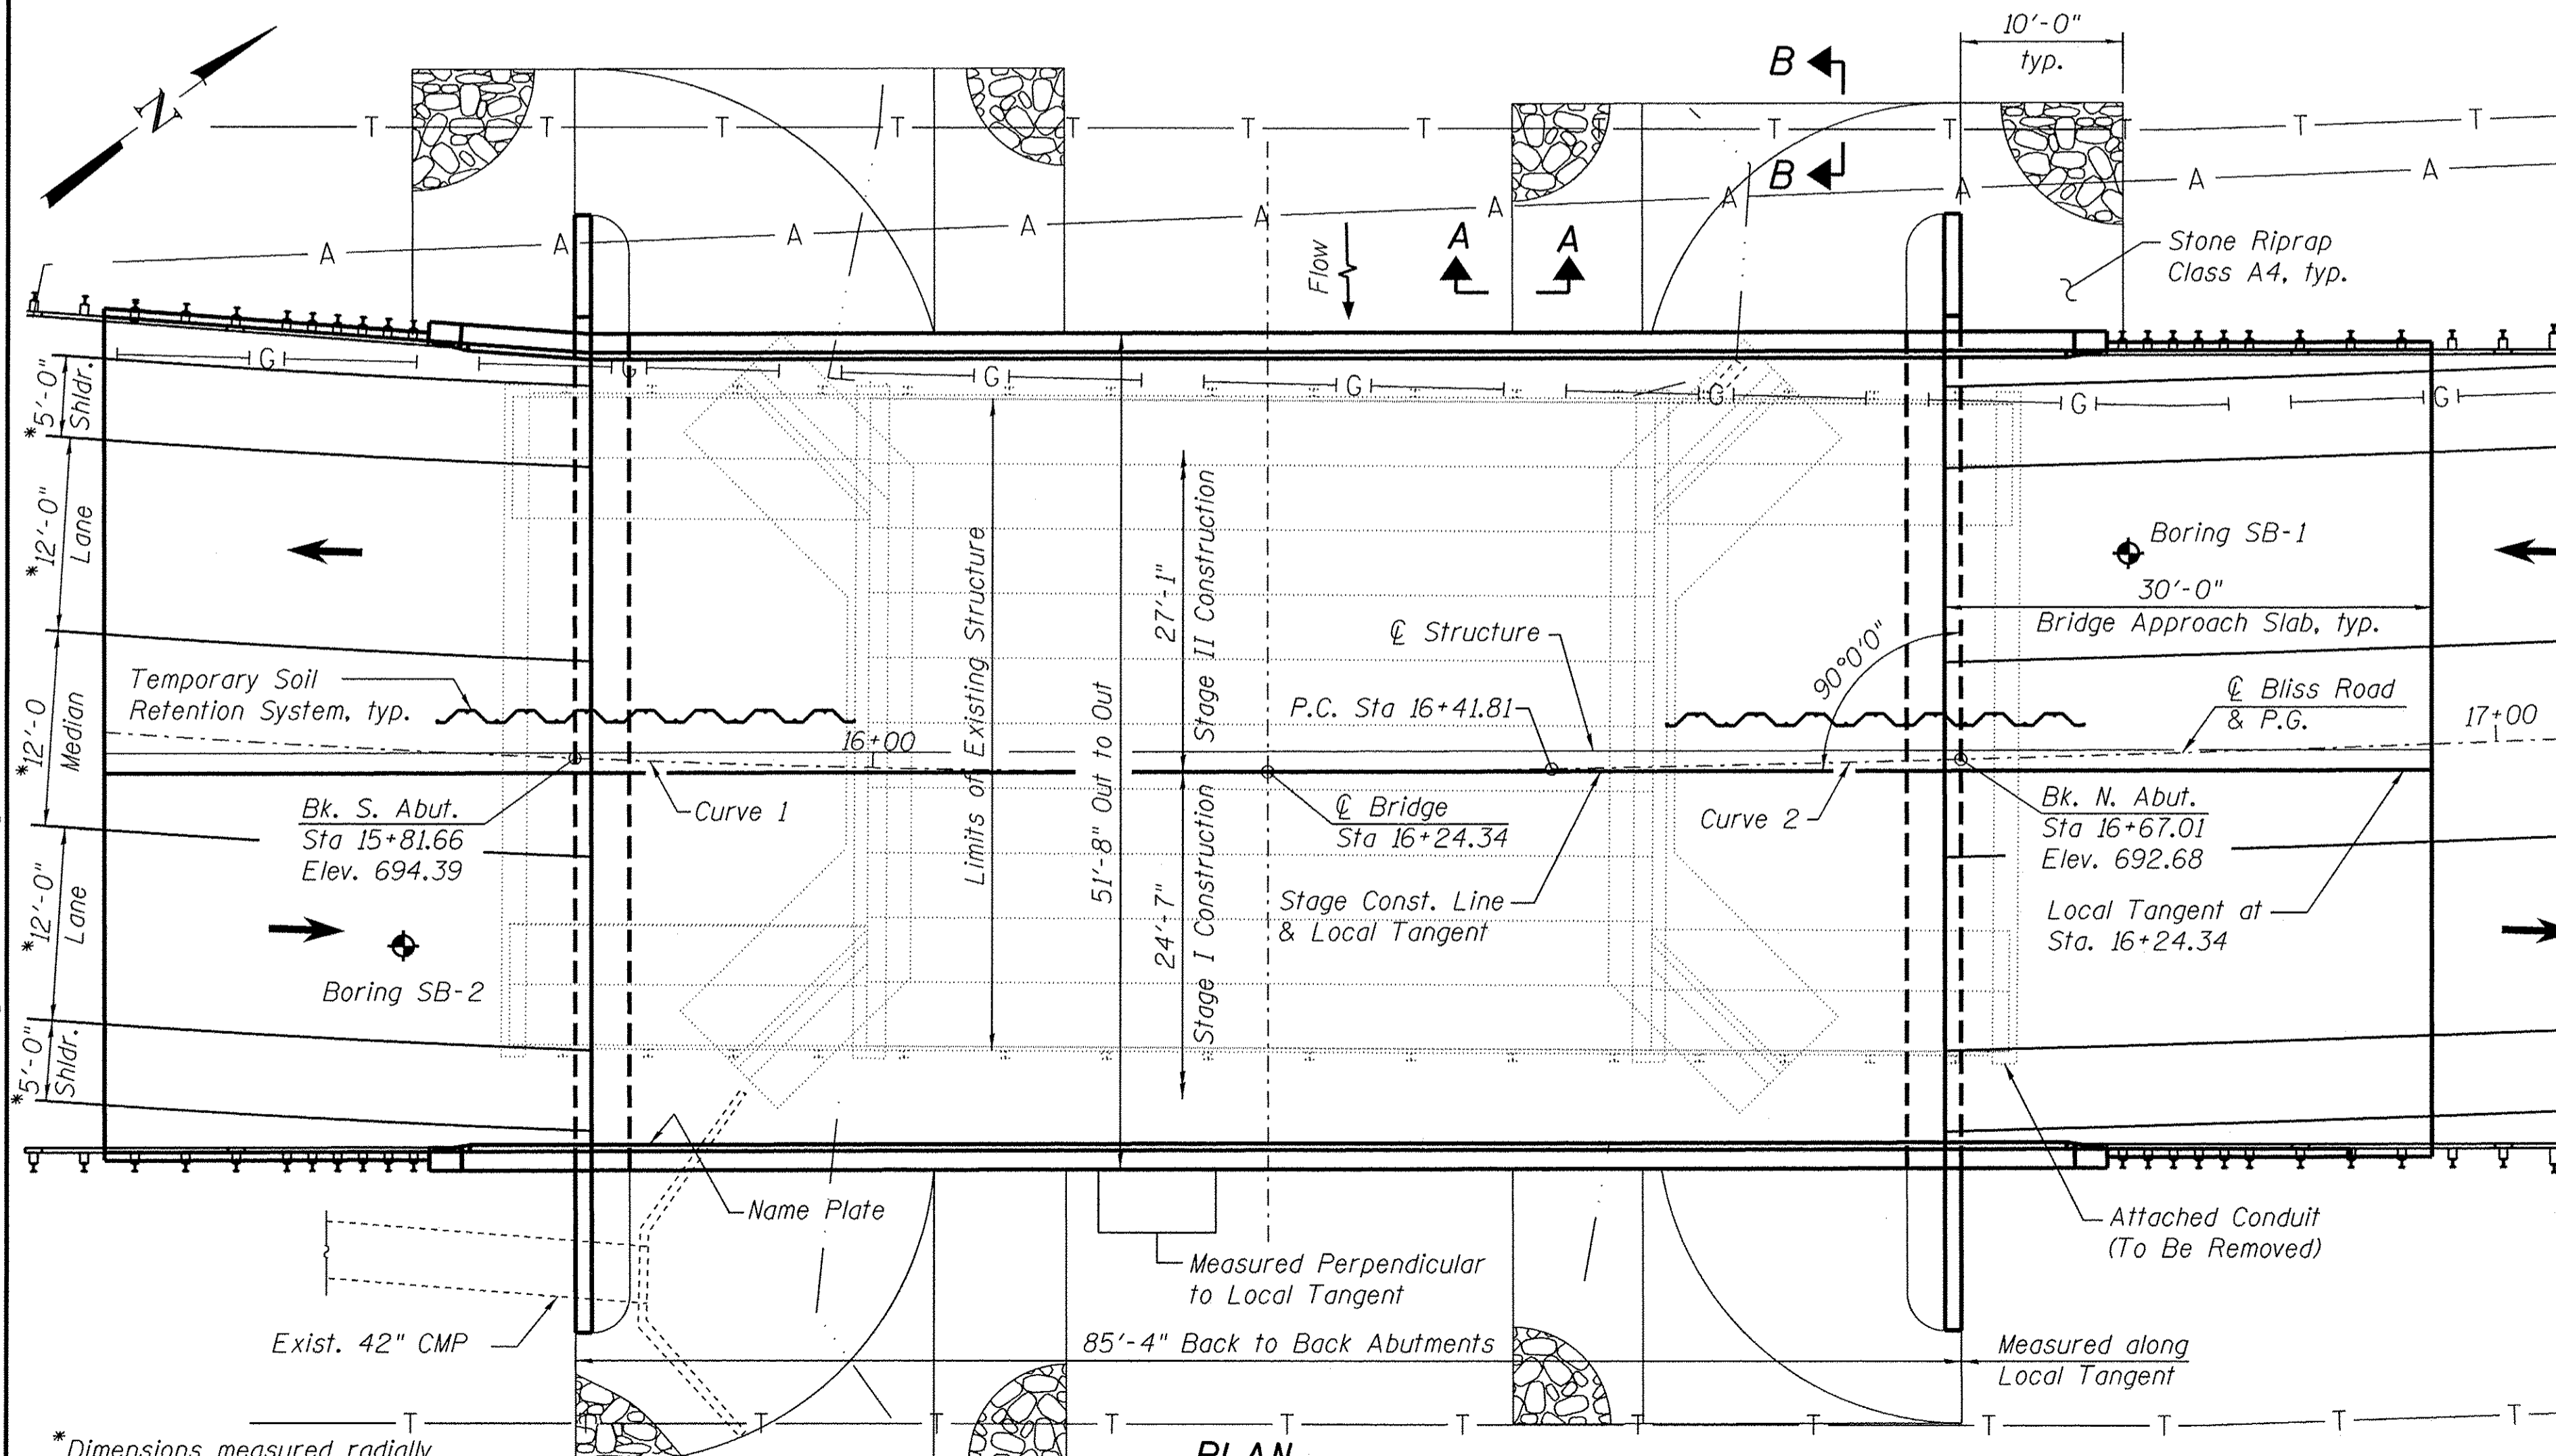 10'-0"
typ.
B
B
N
T T T T T T T T T T T T T
A A A A A A A A A A
Flow
A A
Stone Riprap
Class A4, typ.
G G G G G G G
*5'-0"
Shldr.
*12'-0"
Lane
*12'-0
Median
*12'-0"
Lane
*5'-0"
Shldr.
Temporary Soil
Retention System, typ.
16+00
Curve 1
Bk. S. Abut.
Sta 15+81.66
Elev. 694.39
Boring SB-2
Limits of Existing Structure
51'-8" Out to Out
27'-1"
Stage II Construction
24'-7"
Stage I Construction
℄ Structure
P.C. Sta 16+41.81
90°0'0"
℄ Bridge
Sta 16+24.34
Stage Const. Line
& Local Tangent
Curve 2
Boring SB-1
30'-0"
Bridge Approach Slab, typ.
℄ Bliss Road
& P.G.
17+00
Bk. N. Abut.
Sta 16+67.01
Elev. 692.68
Local Tangent at
Sta. 16+24.34
Name Plate
Measured Perpendicular
to Local Tangent
Attached Conduit
(To Be Removed)
Exist. 42" CMP
85'-4" Back to Back Abutments
Measured along
Local Tangent
T T T T T T T T T T T T
*Dimensions measured radially
PLAN